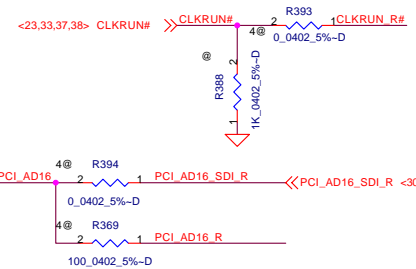 R393
<23,33,37,38> CLKRUN# CLKRUN# 2 1 CLKRUN_R#
4@ 0_0402_5%~D
@ 2
R388
1K_0402_5%~D
1
4@ R394
PCI_AD16 2 1 PCI_AD16_SDI_R PCI_AD16_SDI_R <30
0_0402_5%~D
4@ R369
2 1 PCI_AD16_R
100_0402_5%~D